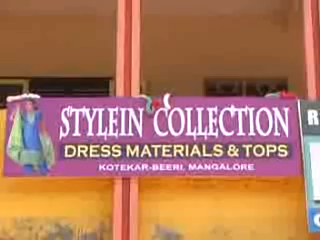 STYLEIN COLLECTION
DRESS MATERIALS & TOPS
KOTEKAR-BEERI, MANGALORE